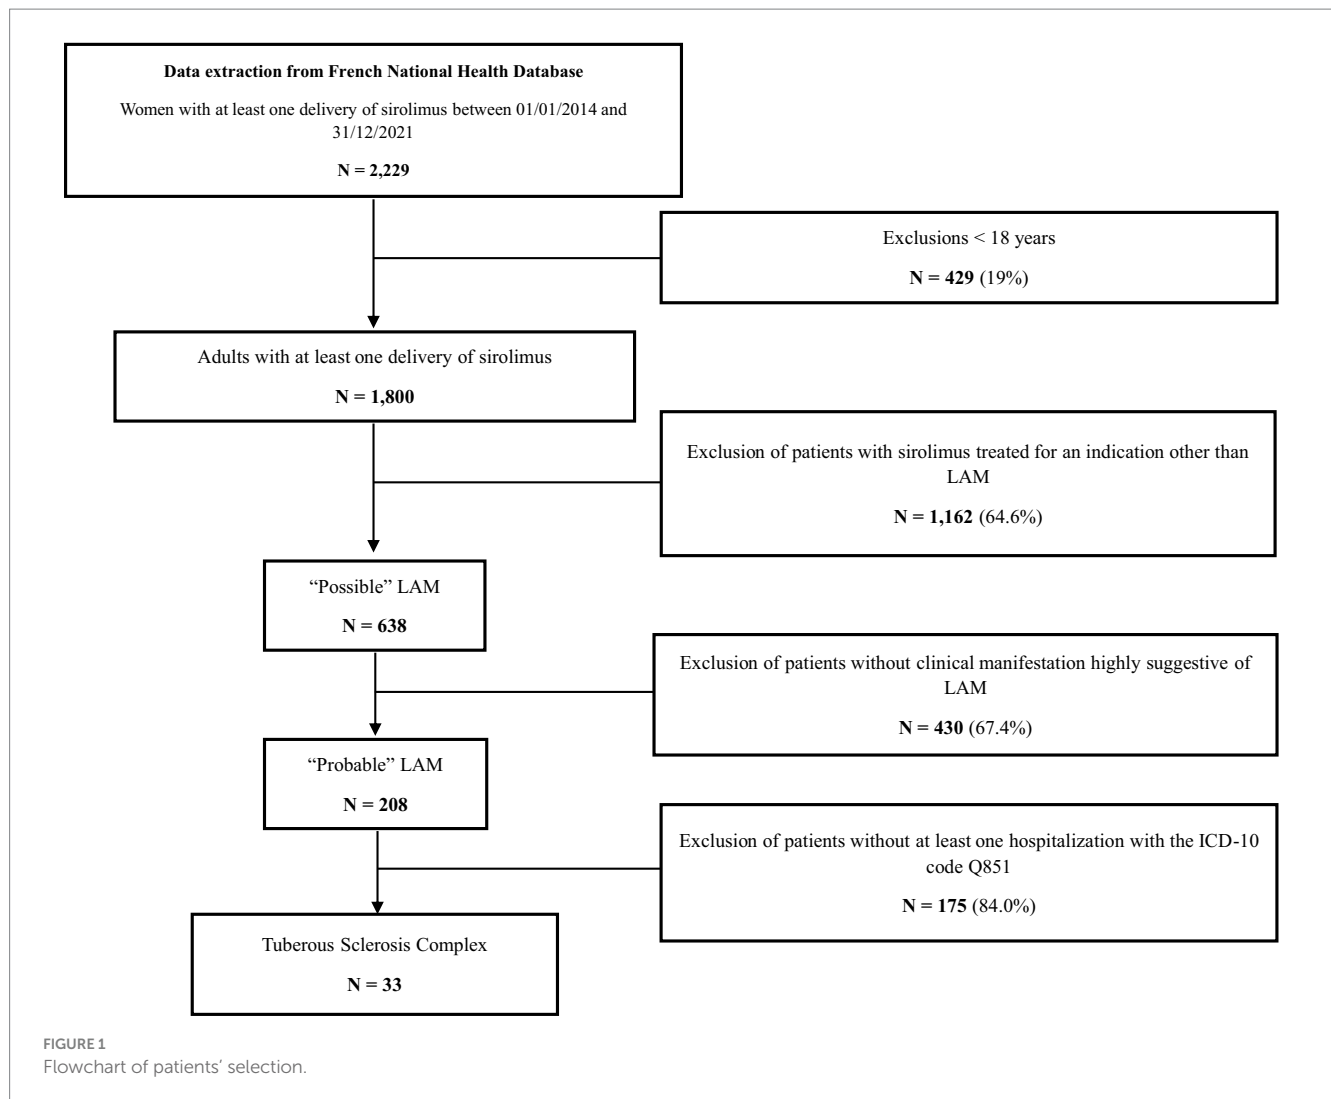 Data extraction from French National Health Database
Women with at least one delivery of sirolimus between 01/01/2014 and
31/12/2021
N = 2,229
Exclusions < 18 years
N = 429 (19%)
Adults with at least one delivery of sirolimus
N = 1,800
Exclusion of patients with sirolimus treated for an indication other than
LAM
N = 1,162 (64.6%)
“Possible” LAM
N = 638
Exclusion of patients without clinical manifestation highly suggestive of
LAM
N = 430 (67.4%)
“Probable” LAM
N = 208
Exclusion of patients without at least one hospitalization with the ICD-10
code Q851
N = 175 (84.0%)
Tuberous Sclerosis Complex
N = 33
FIGURE 1
Flowchart of patients’ selection.